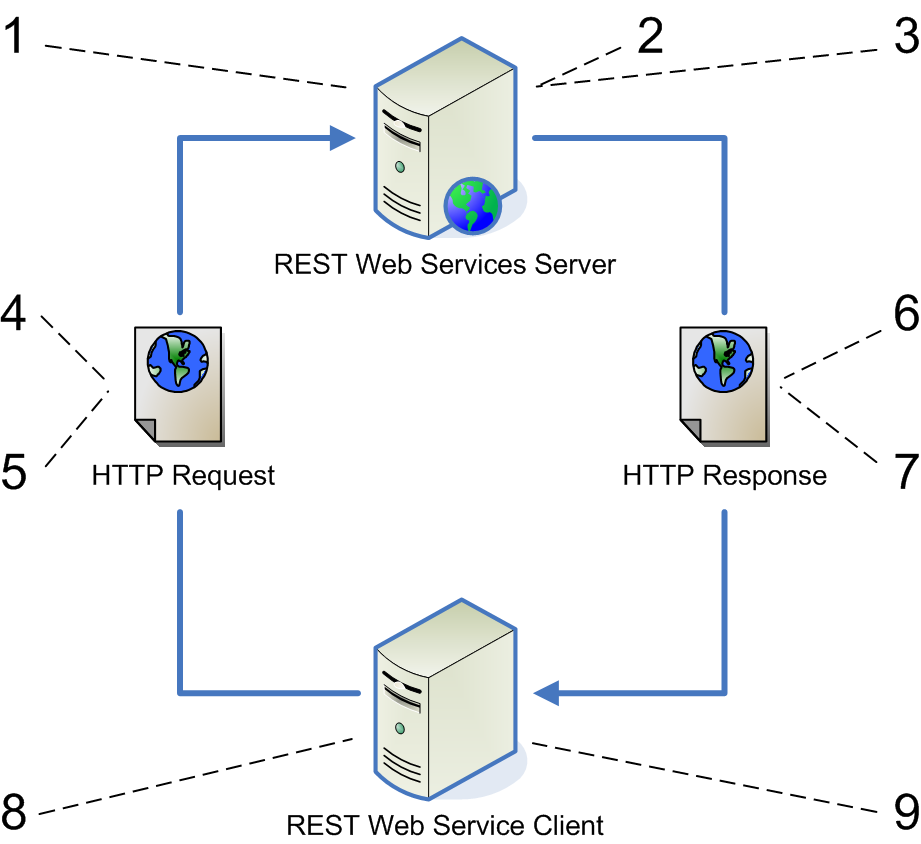 1
2
3
REST Web Services Server
4
6
5
7
HTTP Request
HTTP Response
8
9
REST Web Service Client